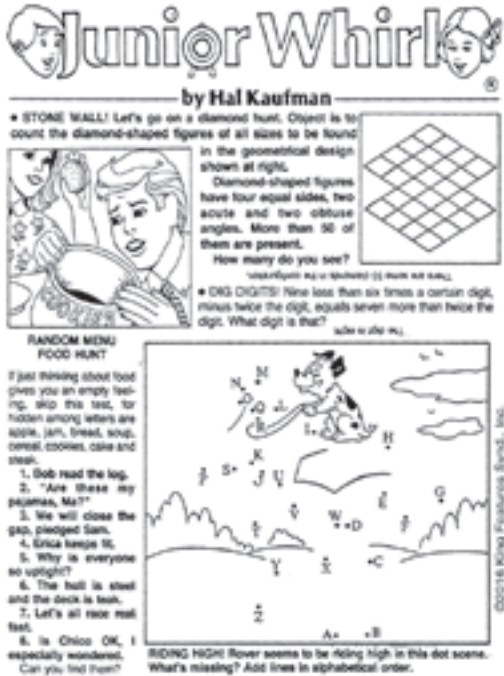 Junior Whirl
by Hal Kaufman
• STONE WALL! Let's go on a diamond hunt. Object is to
count the diamond-shaped figures of all sizes to be found
in the geometrical design
shown at right.
Diamond-shaped figures
have four equal sides, two
acute and two obtuse
angles. More than 50 of
them are present.
How many do you see?
• DIG DIGITS! Nine less than six times a certain digit,
minus twice the digit, equals seven more than twice the
digit. What digit is that?
COOKIES
RANDOM MENU
FOOD HUNT
If just thinking about food
gives you an empty feel-
ing, skip this test, for
hidden among letters are
apple, jam, bread, soup,
cereal, cookies, cake and
steak.
1. Bob read the log.
2. "Are these my
pajamas, Ma?"
3. We will close the
gap, pledged Sam.
4. Erica keeps fit.
5. Why is everyone
so uptight?
6. The hull is steel
and the deck is teak.
7. Let's all race real
fast.
8. Is Chico OK, I
especially wondered.
Can you find them?
M
N
L
I
H
K
S
J
U
G
V
W
D
C
Y
X
Z
A
B
RIDING HIGH! Rover seems to be riding high in this dot scene.
What's missing? Add lines in alphabetical order.